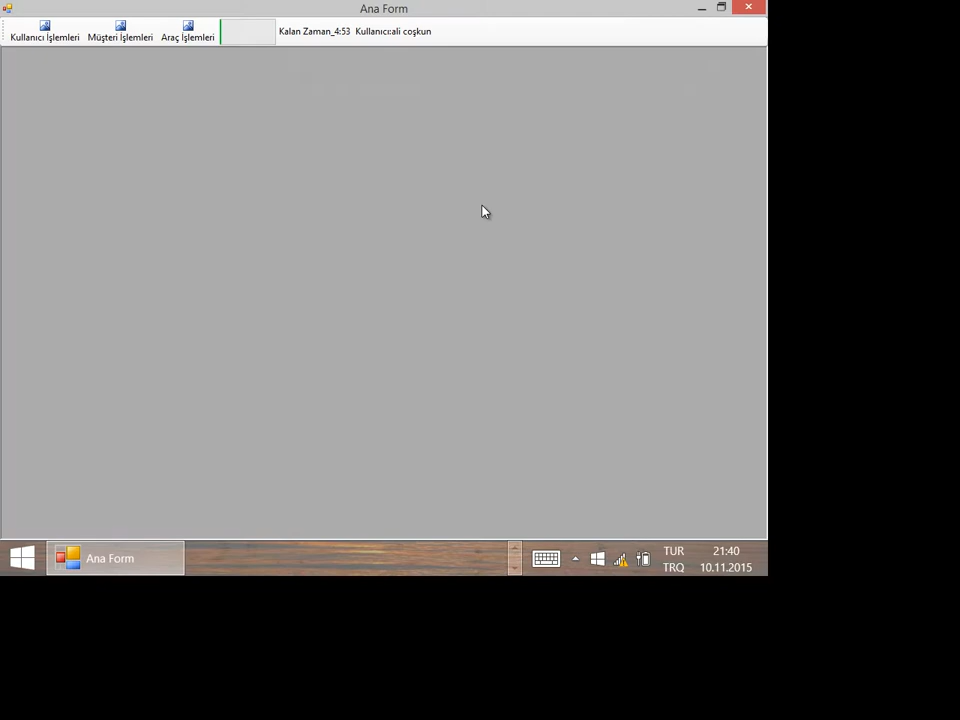 Ana Form
Kullanıcı İşlemleri Müşteri İşlemleri Araç İşlemleri Kalan Zaman_4:53 Kullanıcı:ali coşkun
Ana Form
TUR 21:40
TRQ 10.11.2015